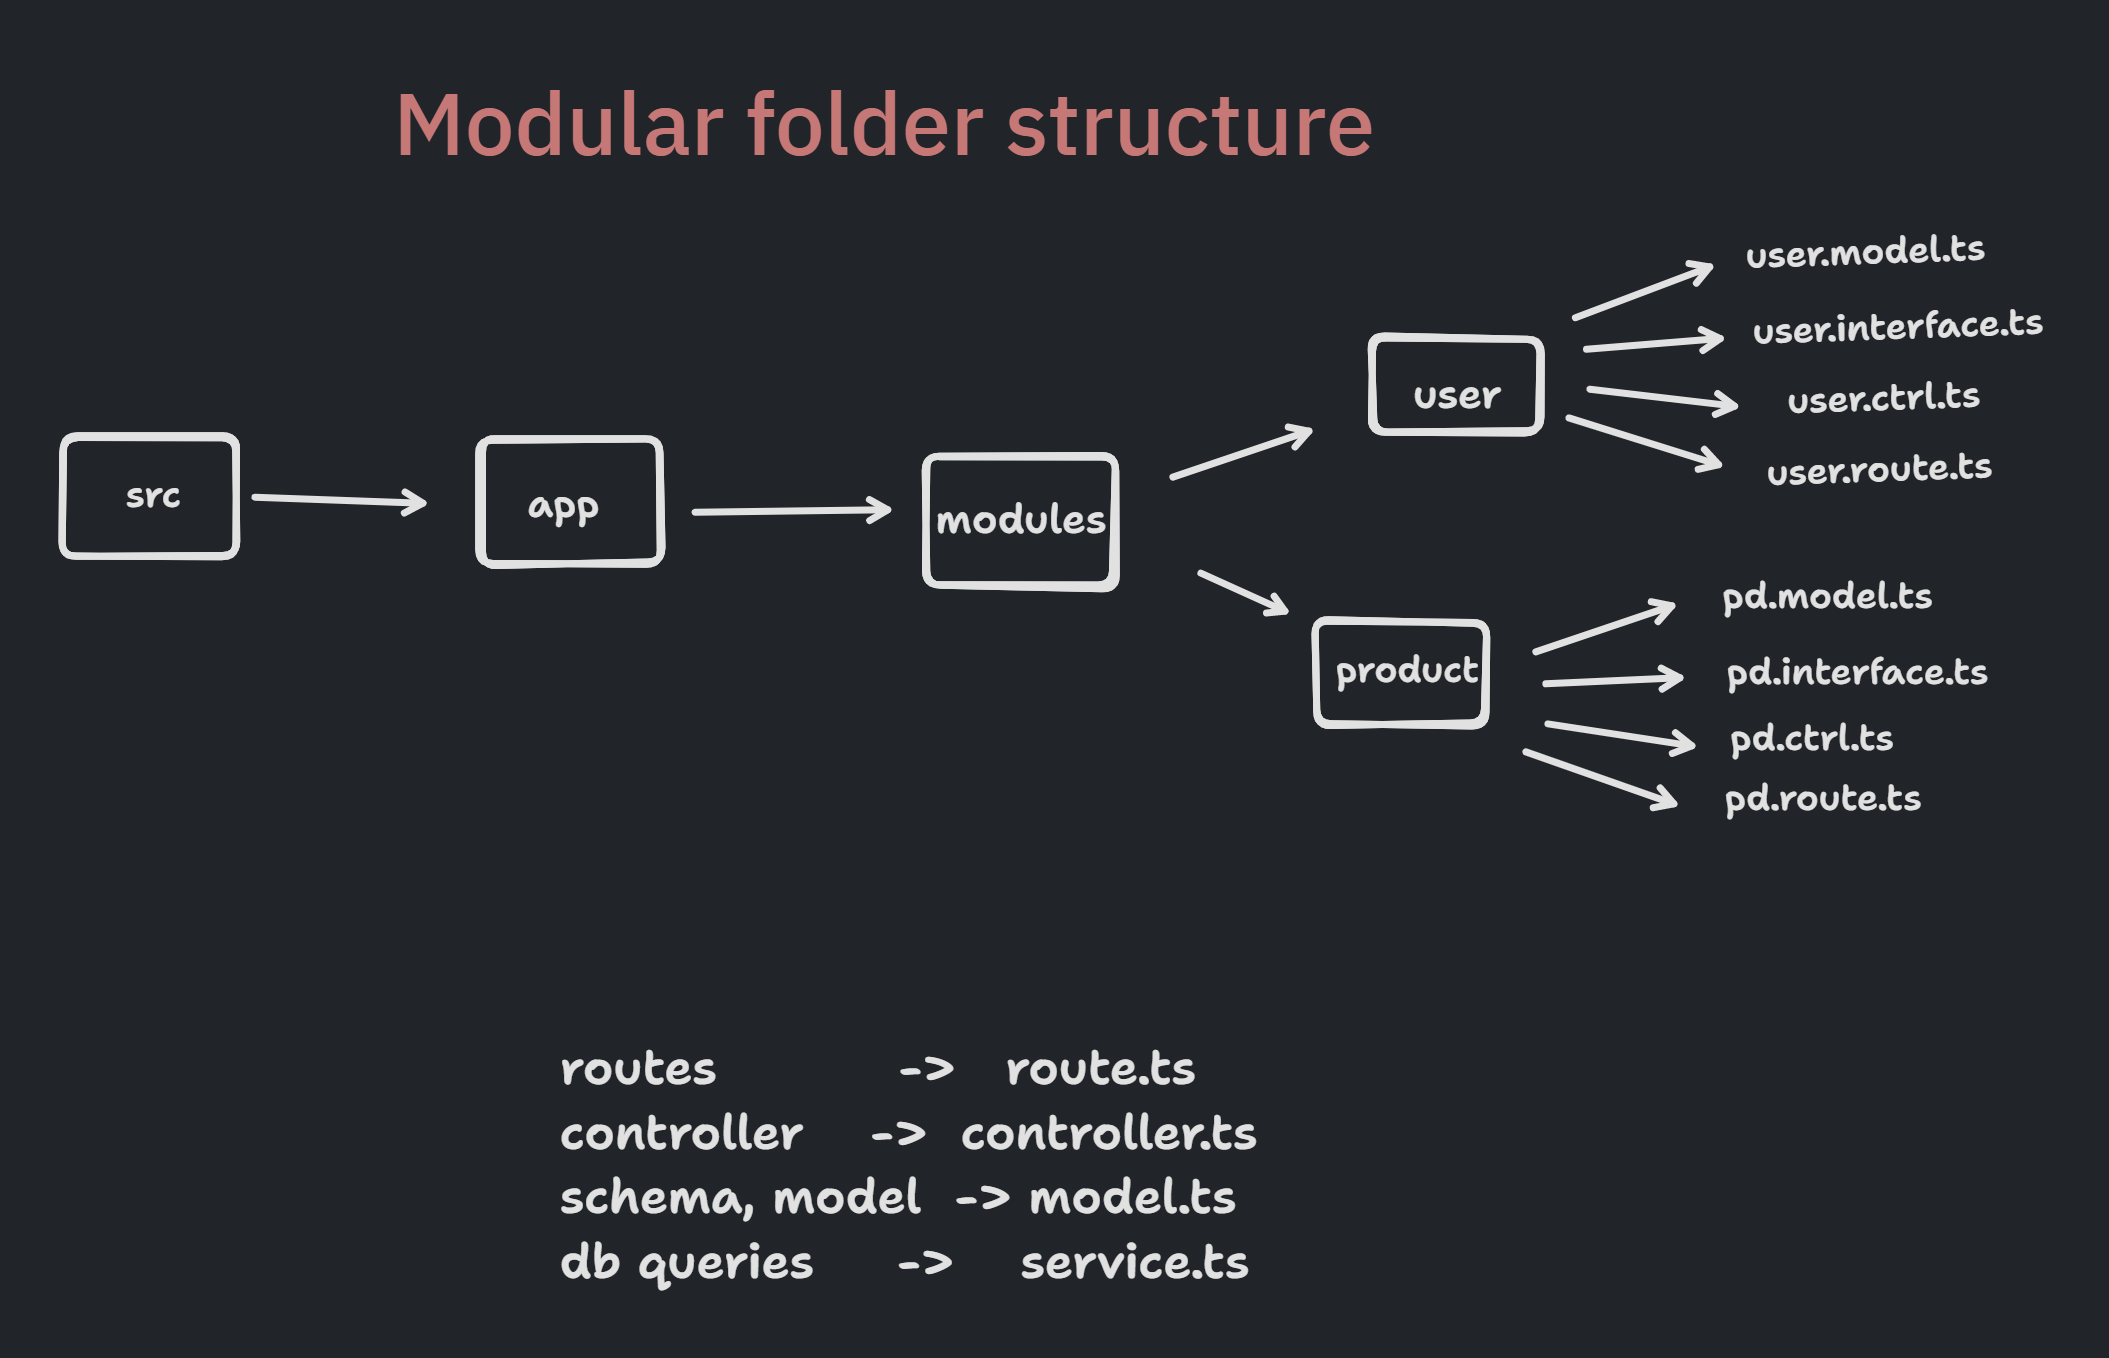 Modular folder structure
src
app
modules
user
user.model.ts
user.interface.ts
user.ctrl.ts
user.route.ts
product
pd.model.ts
pd.interface.ts
pd.ctrl.ts
pd.route.ts
routes -> route.ts
controller -> controller.ts
schema, model -> model.ts
db queries -> service.ts